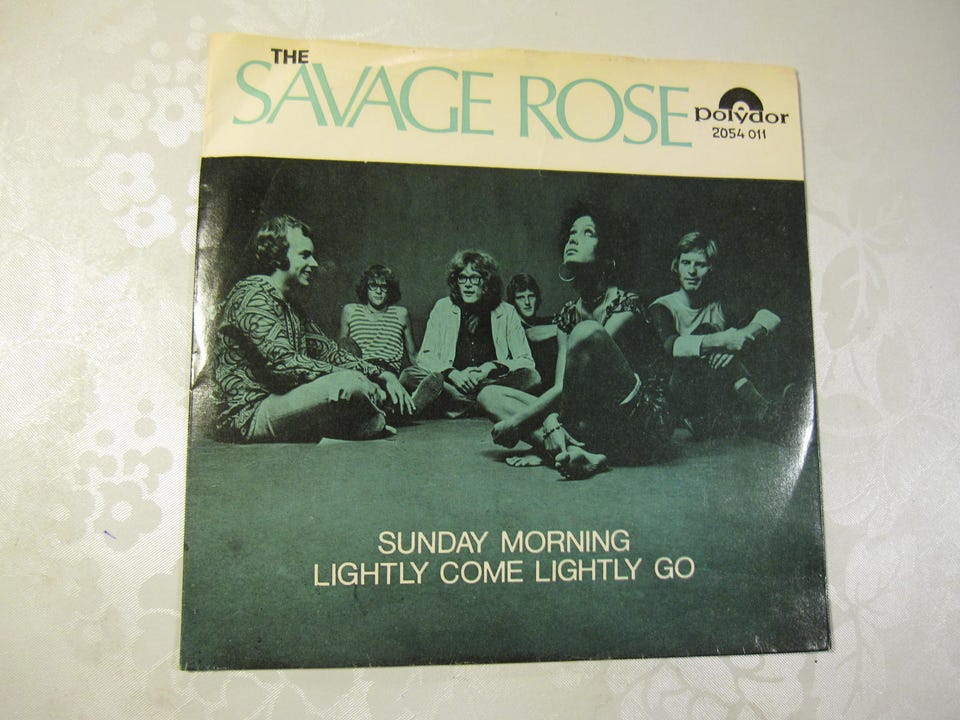 THE
SAVAGE ROSE
polydor
2054 011
SUNDAY MORNING
LIGHTLY COME LIGHTLY GO